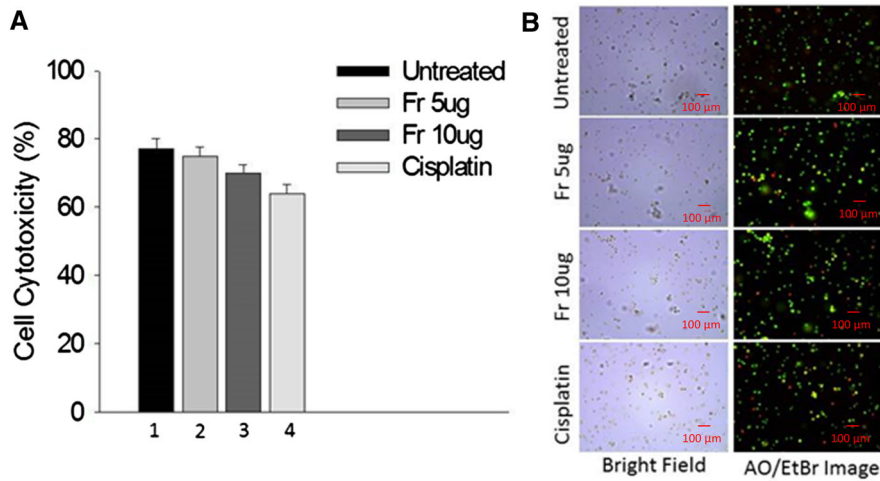 A
Cell Cytotoxicity (%)
100
80
60
40
20
0
1 2 3 4
Untreated
Fr 5ug
Fr 10ug
Cisplatin
B
Untreated
100 µm
100 µm
Fr 5ug
100 µm
100 µm
Fr 10ug
100 µm
100 µm
Cisplatin
100 µm
100 µm
Bright Field
AO/EtBr Image